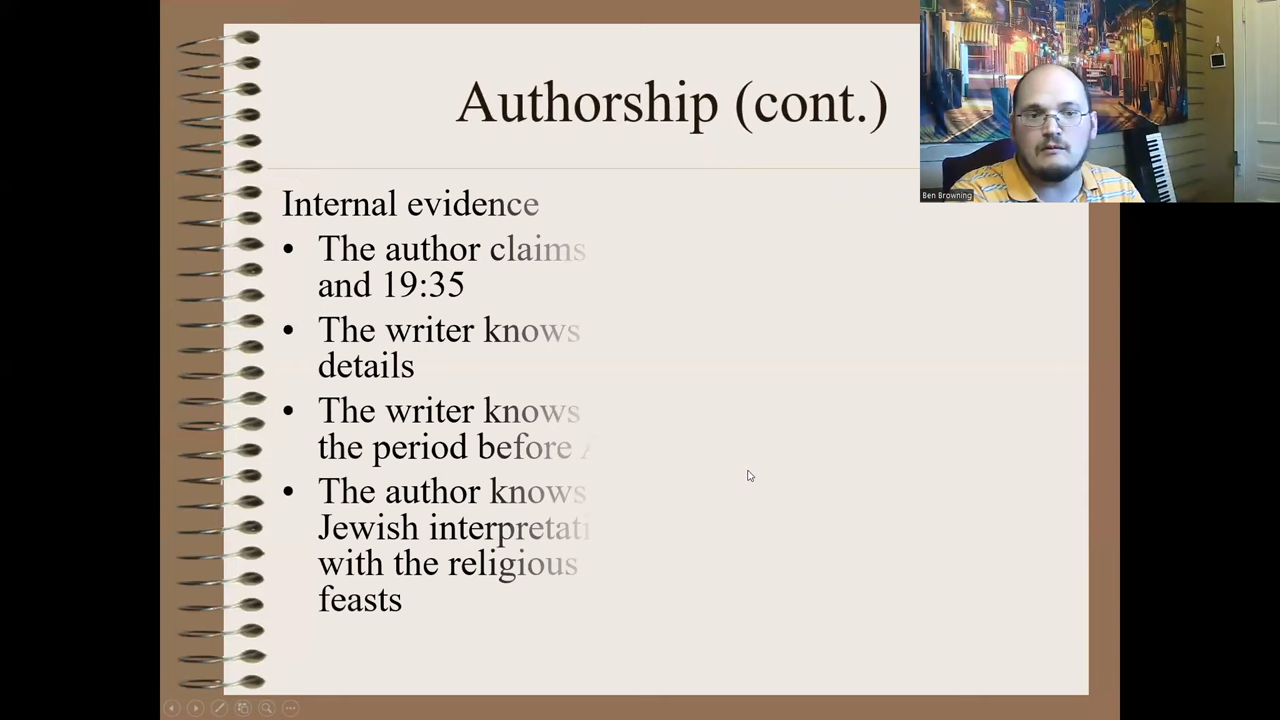 Authorship (cont.)
Ben Browning
Internal evidence
• The author claims
and 19:35
• The writer knows
details
• The writer knows
the period before
• The author knows
Jewish
with the religious
feasts